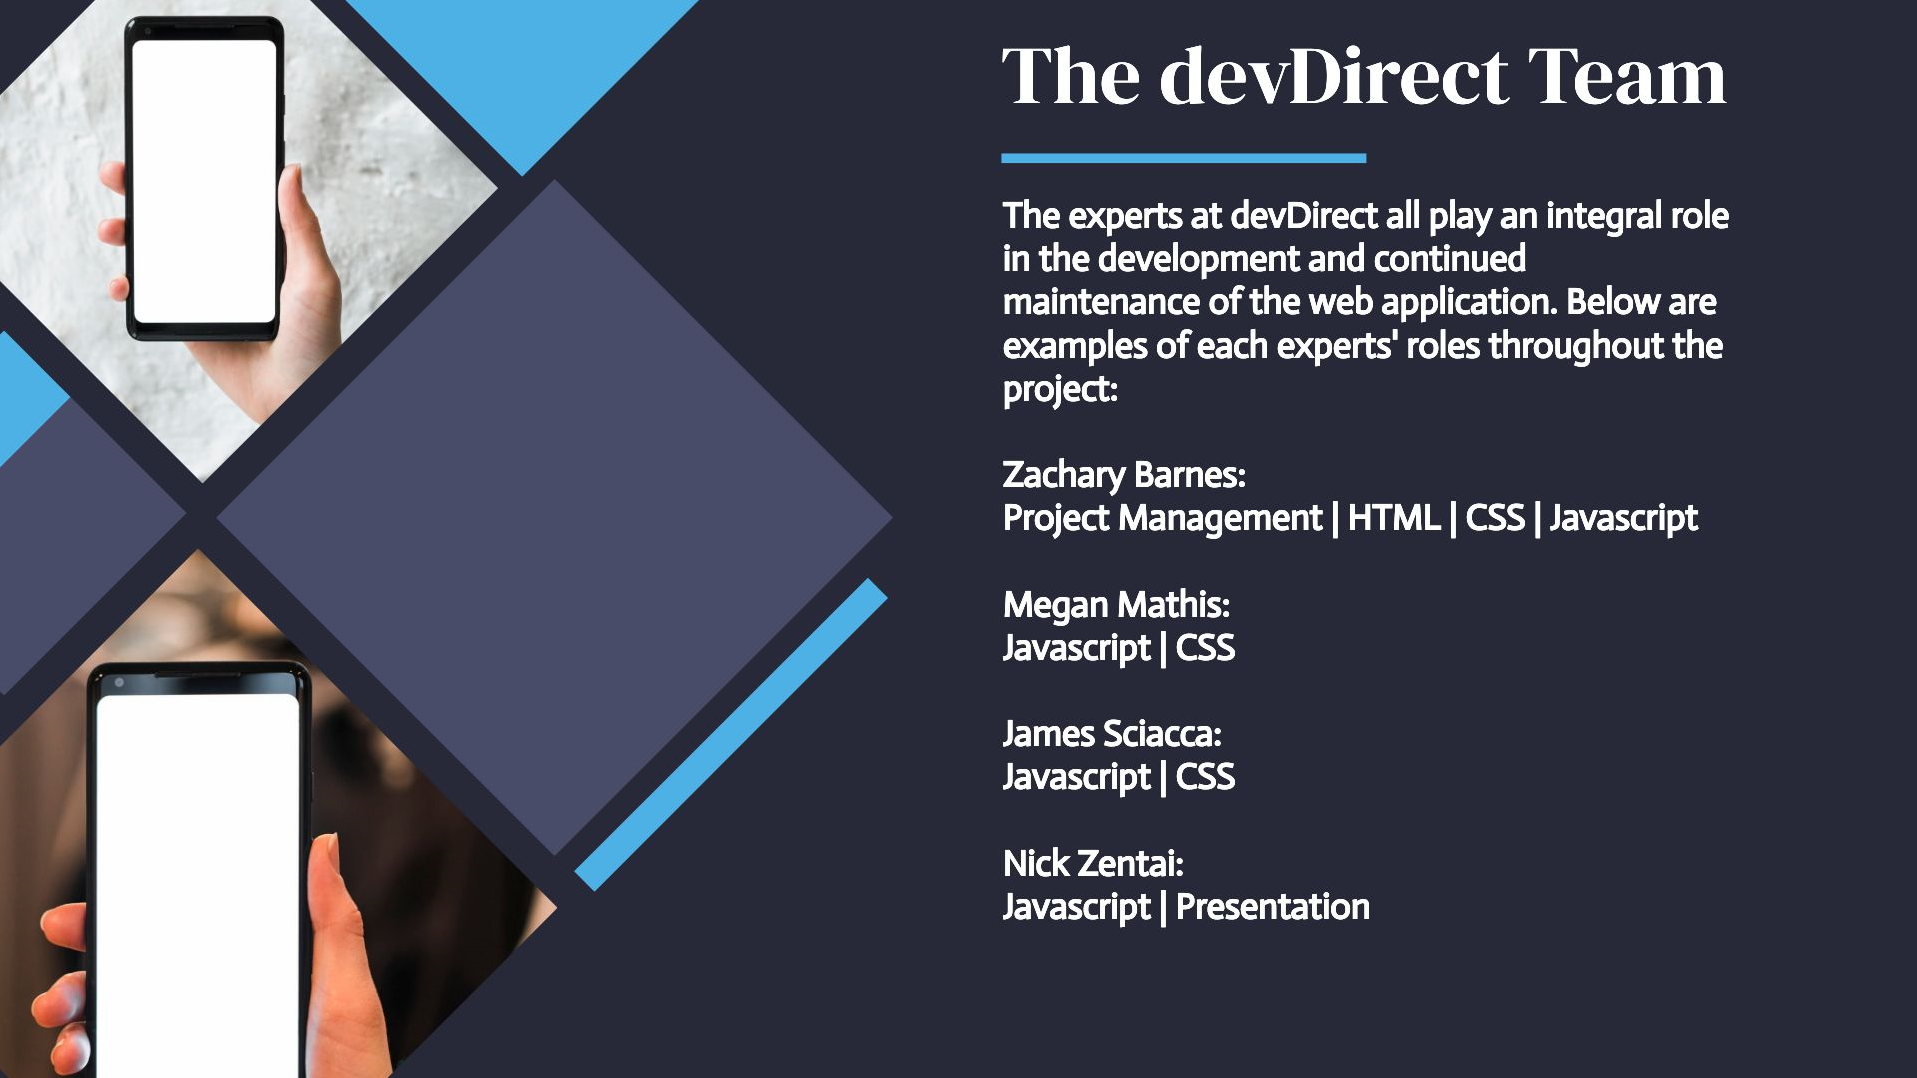 The devDirect Team
The experts at devDirect all play an integral role
in the development and continued
maintenance of the web application. Below are
examples of each experts' roles throughout the
project:
Zachary Barnes:
Project Management | HTML | CSS | Javascript
Megan Mathis:
Javascript | CSS
James Sciacca:
Javascript | CSS
Nick Zentai:
Javascript | Presentation